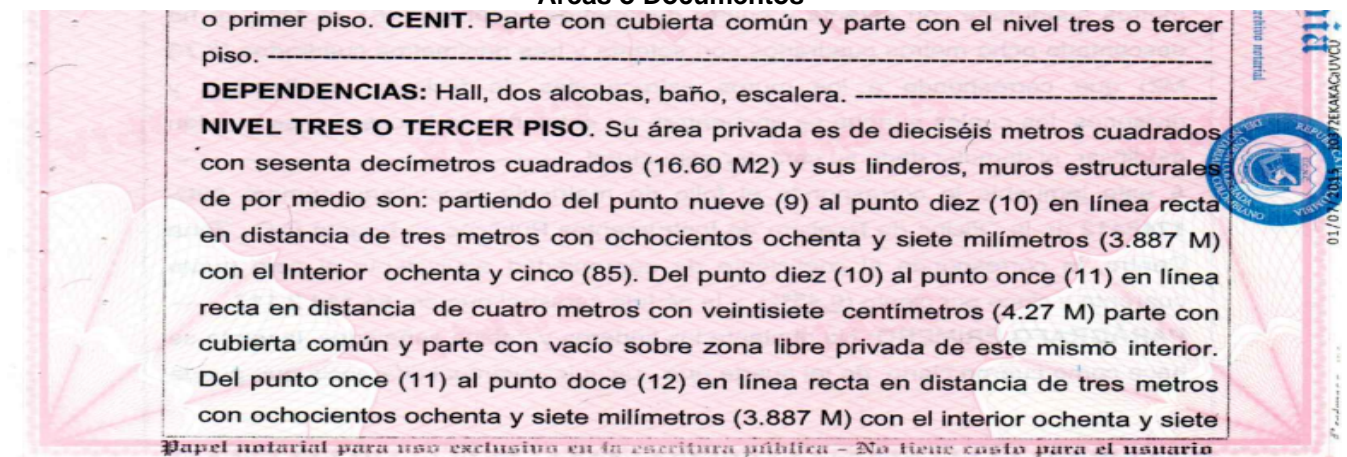 Áreas o Documentos
o primer piso. CENIT. Parte con cubierta común y parte con el nivel tres o tercer
piso. -------------------------- --------------------------------------------------------------------------
DEPENDENCIAS: Hall, dos alcobas, baño, escalera. ---------------------------------------
NIVEL TRES O TERCER PISO. Su área privada es de dieciséis metros cuadrados
con sesenta decímetros cuadrados (16.60 M2) y sus linderos, muros estructurales
de por medio son: partiendo del punto nueve (9) al punto diez (10) en línea recta
en distancia de tres metros con ochocientos ochenta y siete milímetros (3.887 M)
con el Interior ochenta y cinco (85). Del punto diez (10) al punto once (11) en línea
recta en distancia de cuatro metros con veintisiete centímetros (4.27 M) parte con
cubierta común y parte con vacío sobre zona libre privada de este mismo interior.
Del punto once (11) al punto doce (12) en línea recta en distancia de tres metros
con ochocientos ochenta y siete milímetros (3.887 M) con el interior ochenta y siete
Papel notarial para uso exclusivo en la escritura pública - No tiene costo para el usuario
archivo notarial
01/07/2015